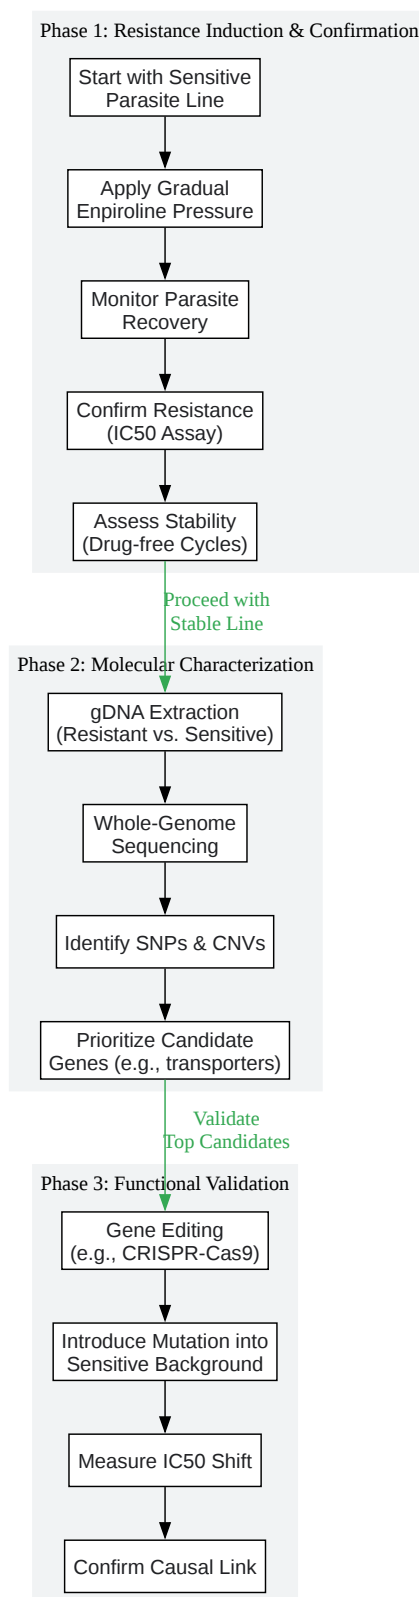 Phase 1: Resistance Induction & Confirmation
Start with Sensitive
Parasite Line
Apply Gradual
Enpiroline Pressure
Monitor Parasite
Recovery
Confirm Resistance
(IC50 Assay)
Assess Stability
(Drug-free Cycles)
Proceed with
Stable Line
Phase 2: Molecular Characterization
gDNA Extraction
(Resistant vs. Sensitive)
Whole-Genome
Sequencing
Identify SNPs & CNVs
Prioritize Candidate
Genes (e.g., transporters)
Validate
Top Candidates
Phase 3: Functional Validation
Gene Editing
(e.g., CRISPR-Cas9)
Introduce Mutation into
Sensitive Background
Measure IC50 Shift
Confirm Causal Link